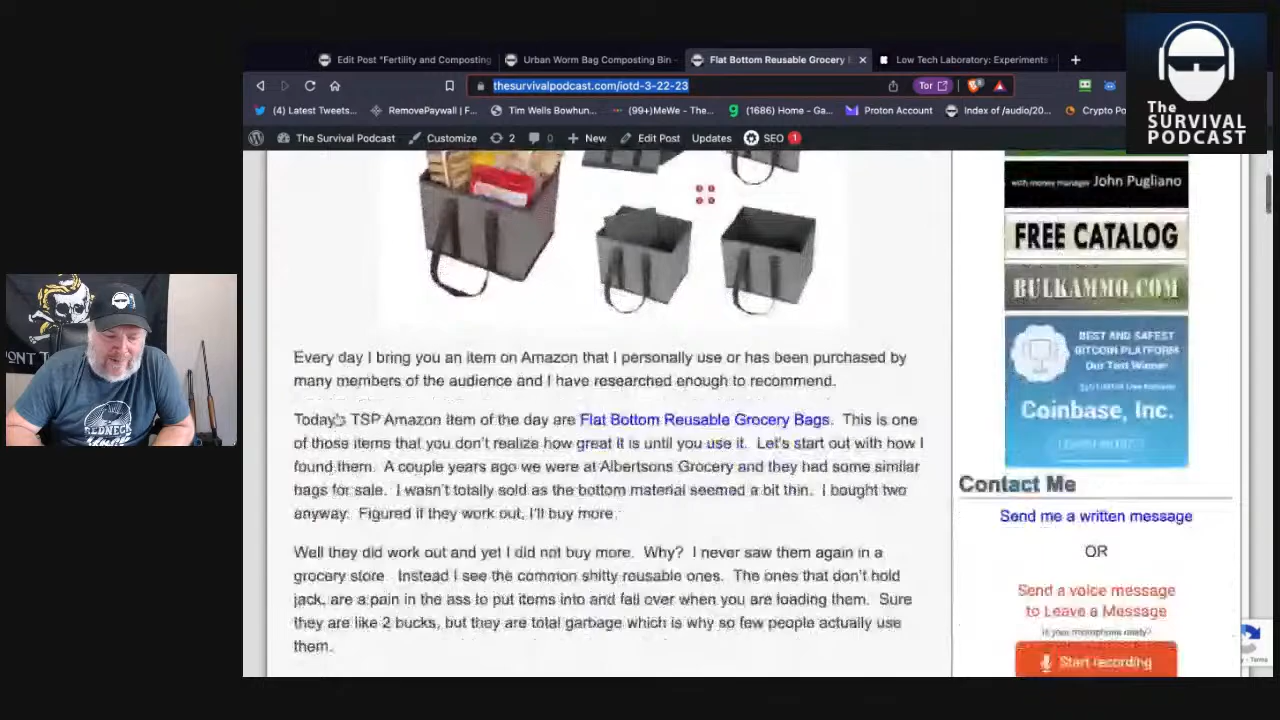 Edit Post "Fertility and Composting
Urban Worm Bag Composting Bin –
Flat Bottom Reusable Grocery B
Low Tech Laboratory: Experiments
thesurvivalpodcast.com/iotd-3-22-23
Tor
(4) Latest Tweets...
RemovePaywall | F...
Tim Wells Bowhun...
(99+)MeWe - The...
(1686) Home - Ga...
Proton Account
Index of /audio/20...
Crypto Po
The Survival Podcast
Customize
2
0
New
Edit Post
Updates
SEO
1
The
SURVIVAL
PODCAST
Every day I bring you an item on Amazon that I personally use or has been purchased by
many members of the audience and I have researched enough to recommend.
Today's TSP Amazon item of the day are Flat Bottom Reusable Grocery Bags. This is one
of those items that you don't realize how great it is until you use it. Let's start out with how I
found them. A couple years ago we were at Albertsons Grocery and they had some similar
bags for sale. I wasn't totally sold as the bottom material seemed a bit thin. I bought two
anyway. Figured if they work out, I'll buy more.
Well they did work out and yet I did not buy more. Why? I never saw them again in a
grocery store. Instead I see the common shitty reusable ones. The ones that don't hold
jack, are a pain in the ass to put items into and fall over when you are loading them. Sure
they are like 2 bucks, but they are total garbage which is why so few people actually use
them.
with money manager John Pugliano
FREE CATALOG
BULKAMMO.COM
BEST AND SAFEST
BITCOIN PLATFORM
Our Test Winner
Coinbase, Inc.
Contact Me
Send me a written message
OR
Send a voice message
to Leave a Message
Is your microphone ready?
Start recording
- Terms
REDNECK